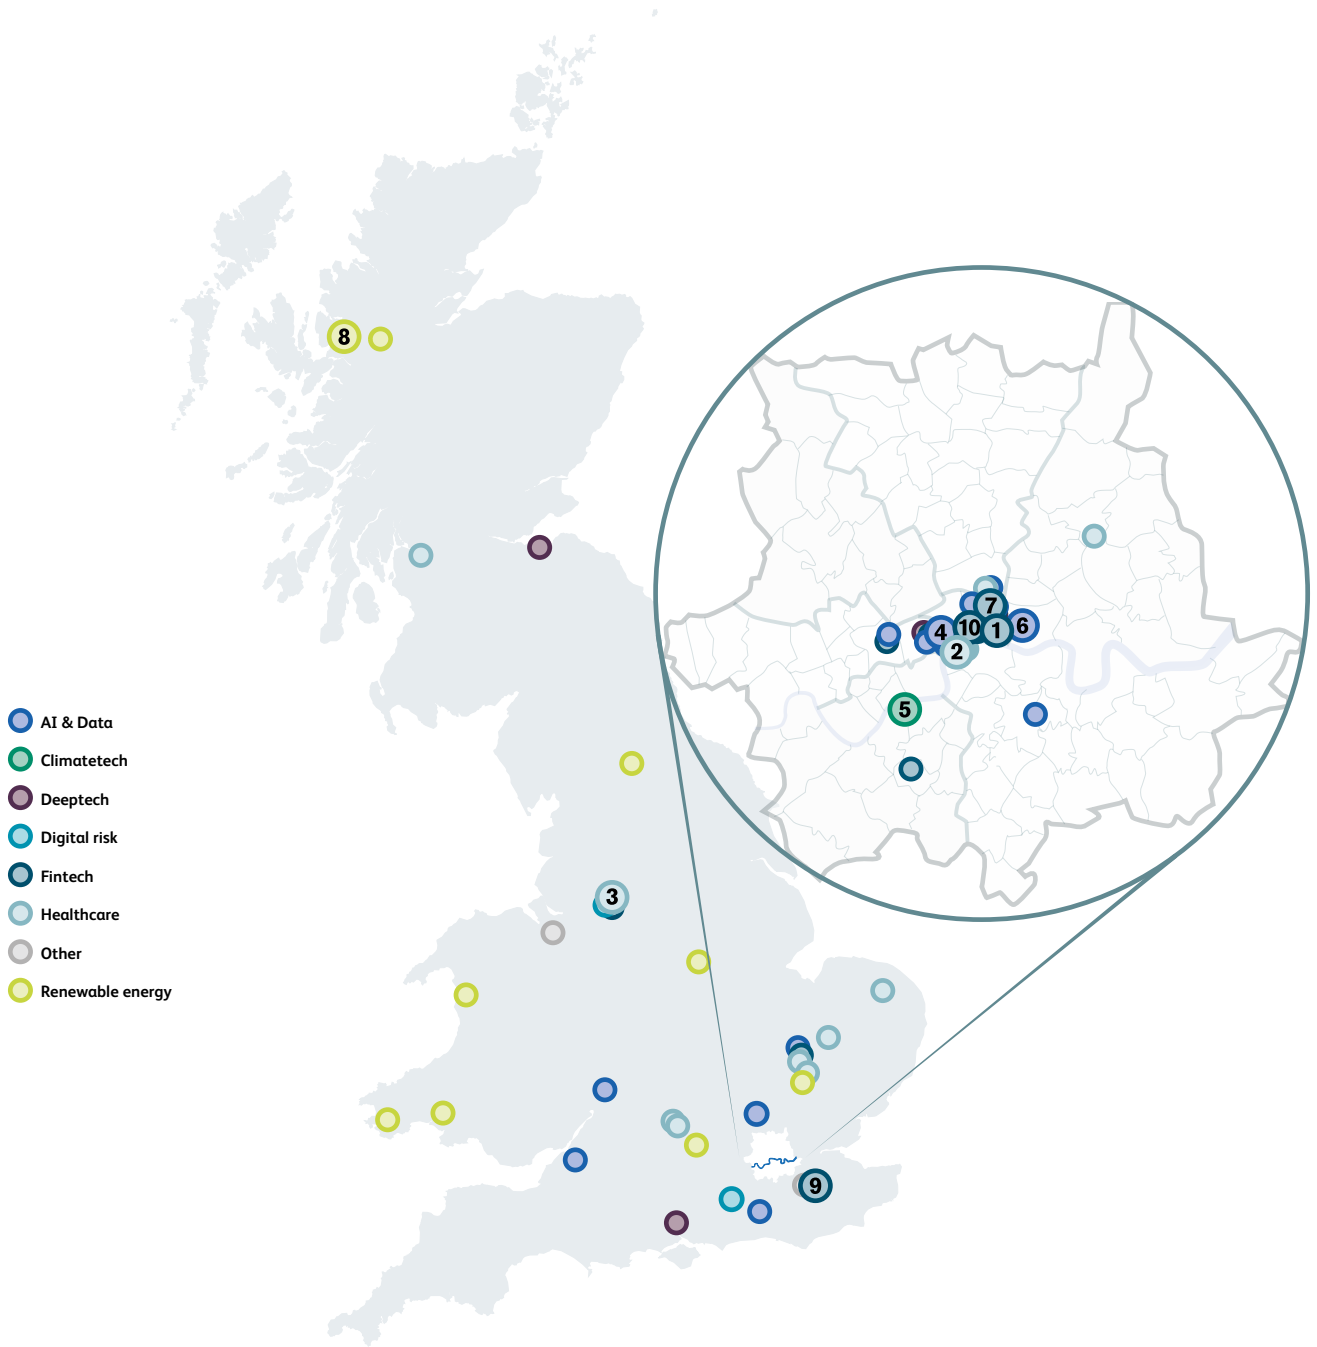 8
7
10
1
6
4
2
5
AI & Data
Climatetech
Deeptech
Digital risk
Fintech
Healthcare
Other
Renewable energy
3
9